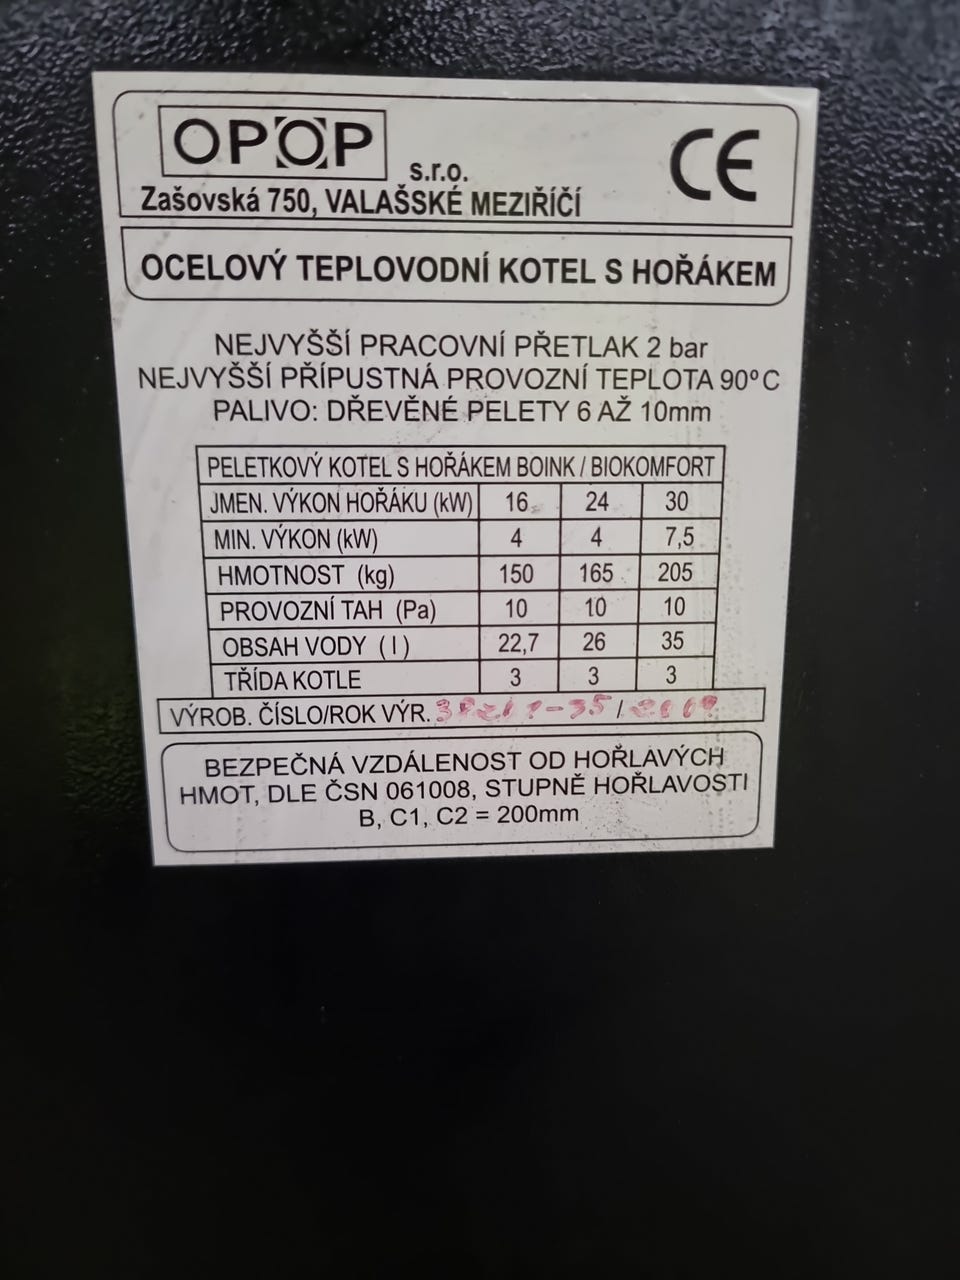 OPOP
s.r.o.
Zašovská 750, VALAŠSKÉ MEZIŘÍČÍ
CE
OCELOVÝ TEPLOVODNÍ KOTEL S HOŘÁKEM
NEJVYŠŠÍ PRACOVNÍ PŘETLAK 2 bar
NEJVYŠŠÍ PŘÍPUSTNÁ PROVOZNÍ TEPLOTA 90°C
PALIVO: DŘEVĚNÉ PELETY 6 AŽ 10mm
PELETKOVÝ KOTEL S HOŘÁKEM BOINK / BIOKOMFORT
JMEN. VÝKON HOŘÁKU (kW) 16 24 30
MIN. VÝKON (kW) 4 4 7,5
HMOTNOST (kg) 150 165 205
PROVOZNÍ TAH (Pa) 10 10 10
OBSAH VODY ( l ) 22,7 26 35
TŘÍDA KOTLE 3 3 3
VÝROB. ČÍSLO/ROK VÝR. /
BEZPEČNÁ VZDÁLENOST OD HOŘLAVÝCH
HMOT, DLE ČSN 061008, STUPNĚ HOŘLAVOSTI
B, C1, C2 = 200mm